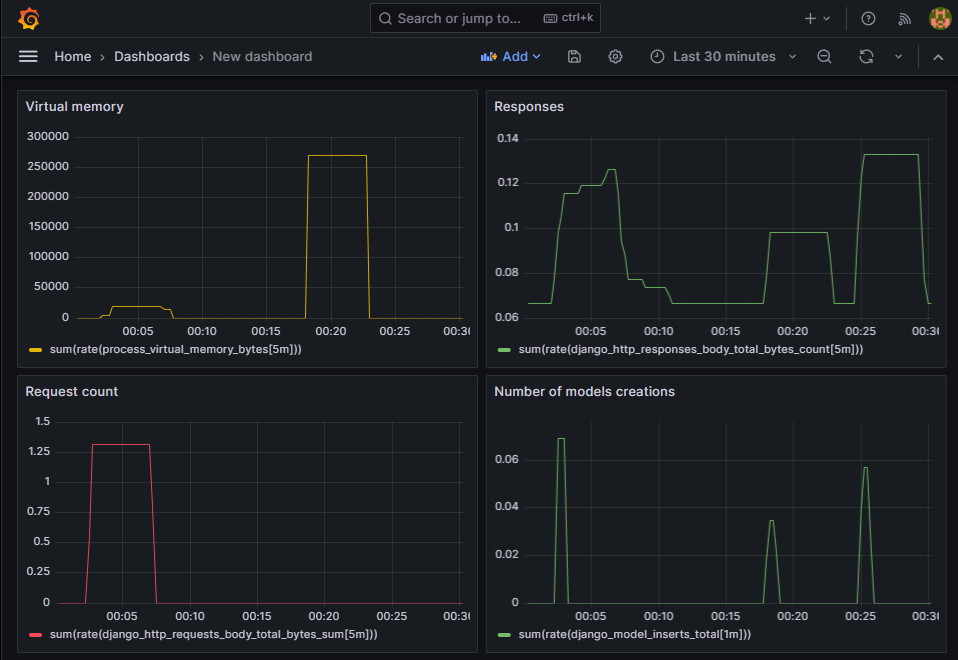 Search or jump to... ctrl+k
Home › Dashboards › New dashboard Add Last 30 minutes
Virtual memory
300000
250000
200000
150000
100000
50000
0
00:05 00:10 00:15 00:20 00:25 00:30
sum(rate(process_virtual_memory_bytes[5m]))
Responses
0.14
0.12
0.1
0.08
0.06
00:05 00:10 00:15 00:20 00:25 00:30
sum(rate(django_http_responses_body_total_bytes_count[5m]))
Request count
1.5
1.25
1
0.75
0.5
0.25
0
00:05 00:10 00:15 00:20 00:25 00:30
sum(rate(django_http_requests_body_total_bytes_sum[5m]))
Number of models creations
0.06
0.04
0.02
0
00:05 00:10 00:15 00:20 00:25 00:30
sum(rate(django_model_inserts_total[1m]))